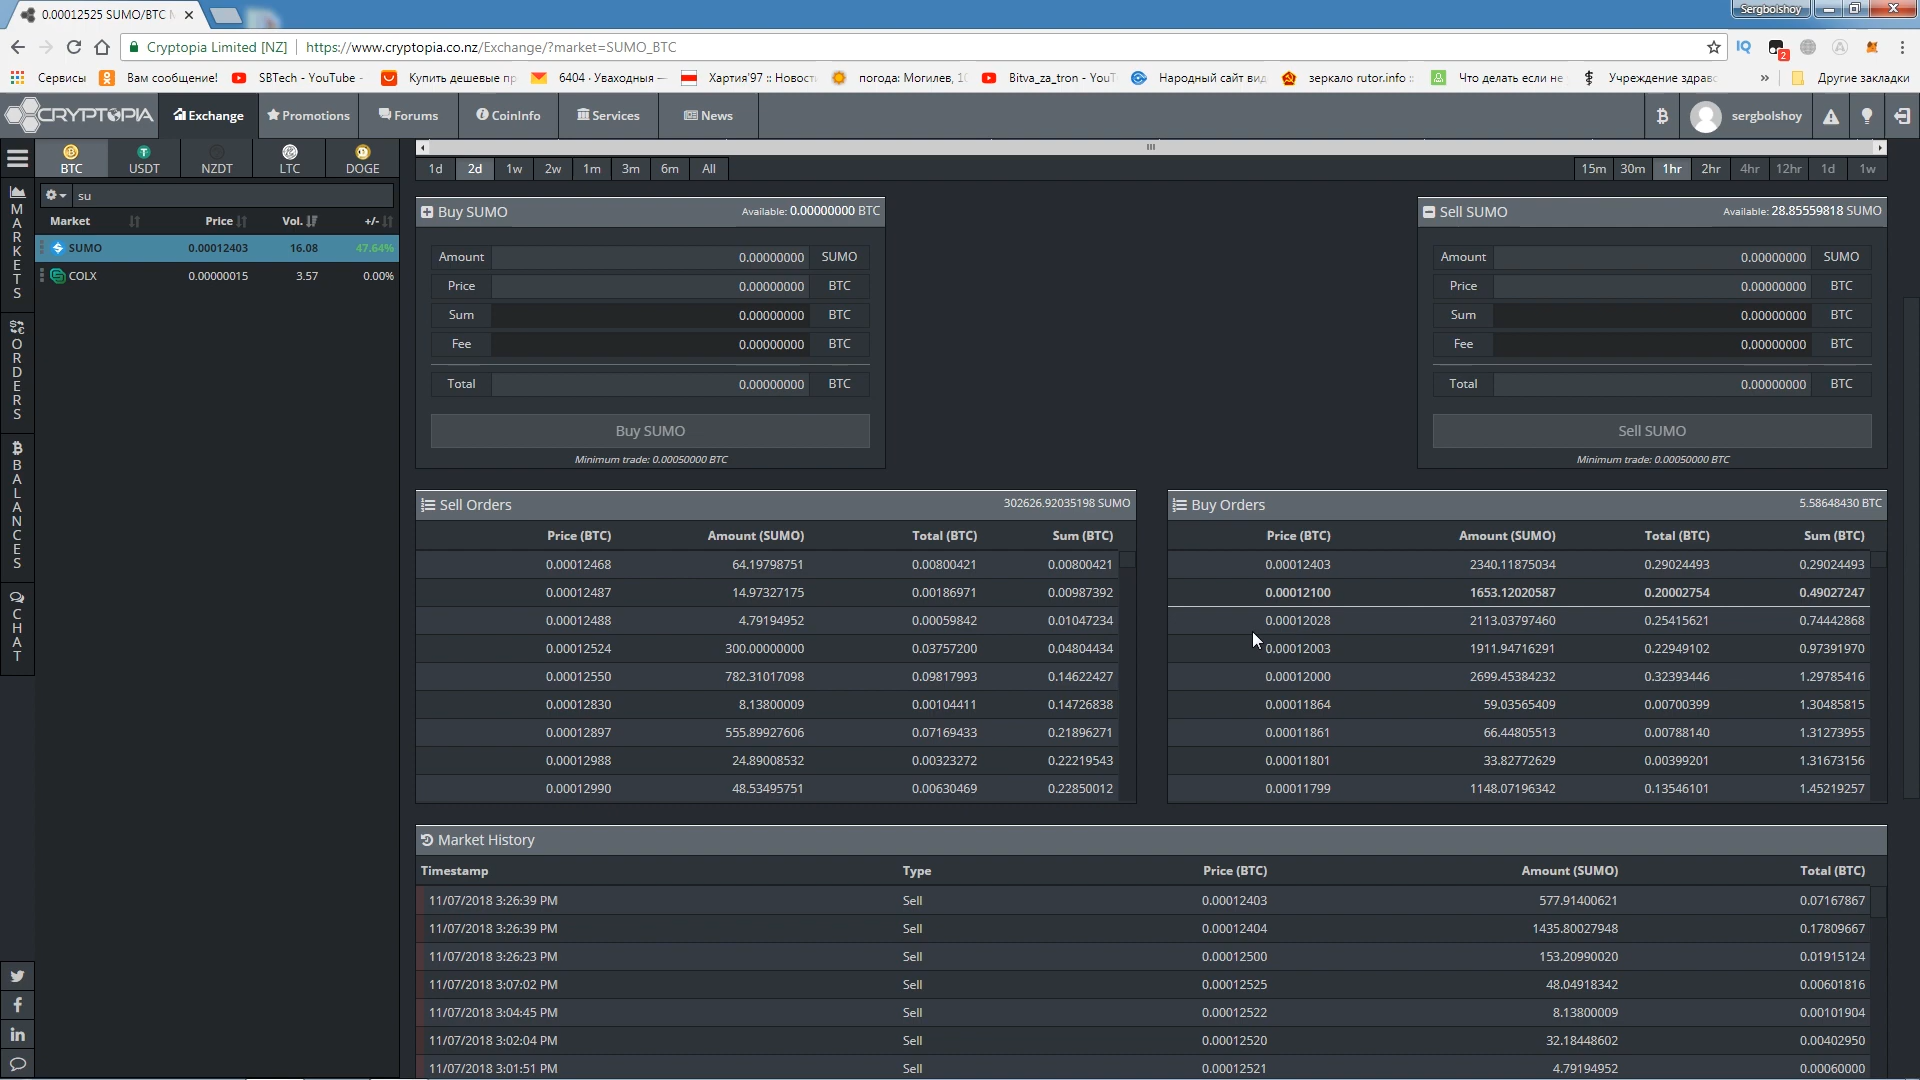 0.00012525 SUMO/BTC
Sergbolshoy
Cryptopia Limited [NZ]
https://www.cryptopia.co.nz/Exchange/?market=SUMO_BTC
2
Сервисы
Вам сообщение!
SBTech - YouTube -
Купить дешевые пр
6404 · Уваходныя —
Хартия'97 :: Новост
погода: Могилев, 10
Bitva_za_tron - YouT
Народный сайт вид
зеркало rutor.info ::
Что делать если не
Учреждение здрав
»
Другие закладки
CRYPTOPIA
Exchange
Promotions
Forums
CoinInfo
Services
News
sergbolshoy
BTC
USDT
NZDT
LTC
DOGE
1d 2d 1w 2w 1m 3m 6m All
15m 30m 1hr 2hr 4hr 12hr 1d 1w
MARKETS
ORDERS
BALANCES
CHAT
su
Market Price Vol. +/-
SUMO 0.00012403 16.08 47.64%
COLX 0.00000015 3.57 0.00%
Buy SUMO
Available: 0.00000000 BTC
Amount 0.00000000 SUMO
Price 0.00000000 BTC
Sum 0.00000000 BTC
Fee 0.00000000 BTC
Total 0.00000000 BTC
Buy SUMO
Minimum trade: 0.00050000 BTC
Sell SUMO
Available: 28.85559818 SUMO
Amount 0.00000000 SUMO
Price 0.00000000 BTC
Sum 0.00000000 BTC
Fee 0.00000000 BTC
Total 0.00000000 BTC
Sell SUMO
Minimum trade: 0.00050000 BTC
Sell Orders 302626.92035198 SUMO
Price (BTC) Amount (SUMO) Total (BTC) Sum (BTC)
0.00012468 64.19798751 0.00800421 0.00800421
0.00012487 14.97327175 0.00186971 0.00987392
0.00012488 4.79194952 0.00059842 0.01047234
0.00012524 300.00000000 0.03757200 0.04804434
0.00012550 782.31017098 0.09817993 0.14622427
0.00012830 8.13800009 0.00104411 0.14726838
0.00012897 555.89927606 0.07169433 0.21896271
0.00012988 24.89008532 0.00323272 0.22219543
0.00012990 48.53495751 0.00630469 0.22850012
Buy Orders 5.58648430 BTC
Price (BTC) Amount (SUMO) Total (BTC) Sum (BTC)
0.00012403 2340.11875034 0.29024493 0.29024493
0.00012100 1653.12020587 0.20002754 0.49027247
0.00012028 2113.03797460 0.25415621 0.74442868
0.00012003 1911.94716291 0.22949102 0.97391970
0.00012000 2699.45384232 0.32393446 1.29785416
0.00011864 59.03565409 0.00700399 1.30485815
0.00011861 66.44805513 0.00788140 1.31273955
0.00011801 33.82772629 0.00399201 1.31673156
0.00011799 1148.07196342 0.13546101 1.45219257
Market History
Timestamp Type Price (BTC) Amount (SUMO) Total (BTC)
11/07/2018 3:26:39 PM Sell 0.00012403 577.91400621 0.07167867
11/07/2018 3:26:39 PM Sell 0.00012404 1435.80027948 0.17809667
11/07/2018 3:26:23 PM Sell 0.00012500 153.20990020 0.01915124
11/07/2018 3:07:02 PM Sell 0.00012525 48.04918342 0.00601816
11/07/2018 3:04:45 PM Sell 0.00012522 8.13800009 0.00101904
11/07/2018 3:02:04 PM Sell 0.00012520 32.18448602 0.00402950
11/07/2018 3:01:51 PM Sell 0.00012521 4.79194952 0.00060000